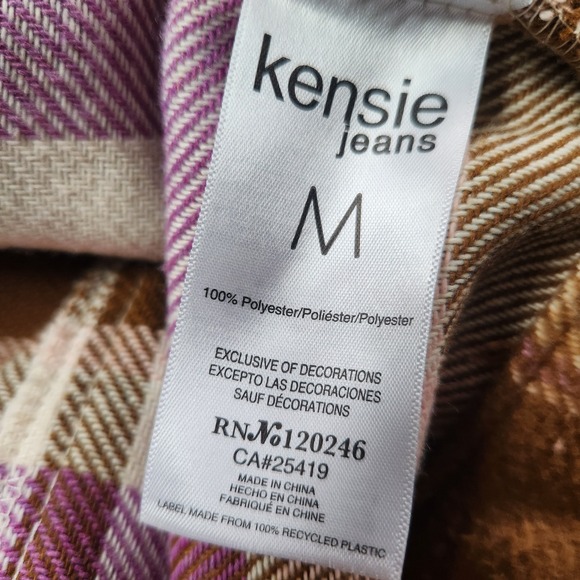 kensie
jeans
M
100% Polyester/Poliéster/Polyester
EXCLUSIVE OF DECORATIONS
EXCEPTO LAS DECORACIONES
SAUF DÉCORATIONS
RN№120246
CA#25419
MADE IN CHINA
HECHO EN CHINA
FABRIQUÉ EN CHINE
LABEL MADE FROM 100% RECYCLED PLASTIC